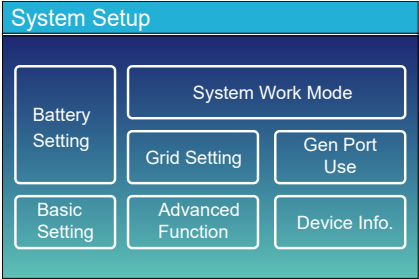 System Setup
Battery
Setting
System Work Mode
Grid Setting
Gen Port
Use
Basic
Setting
Advanced
Function
Device Info.